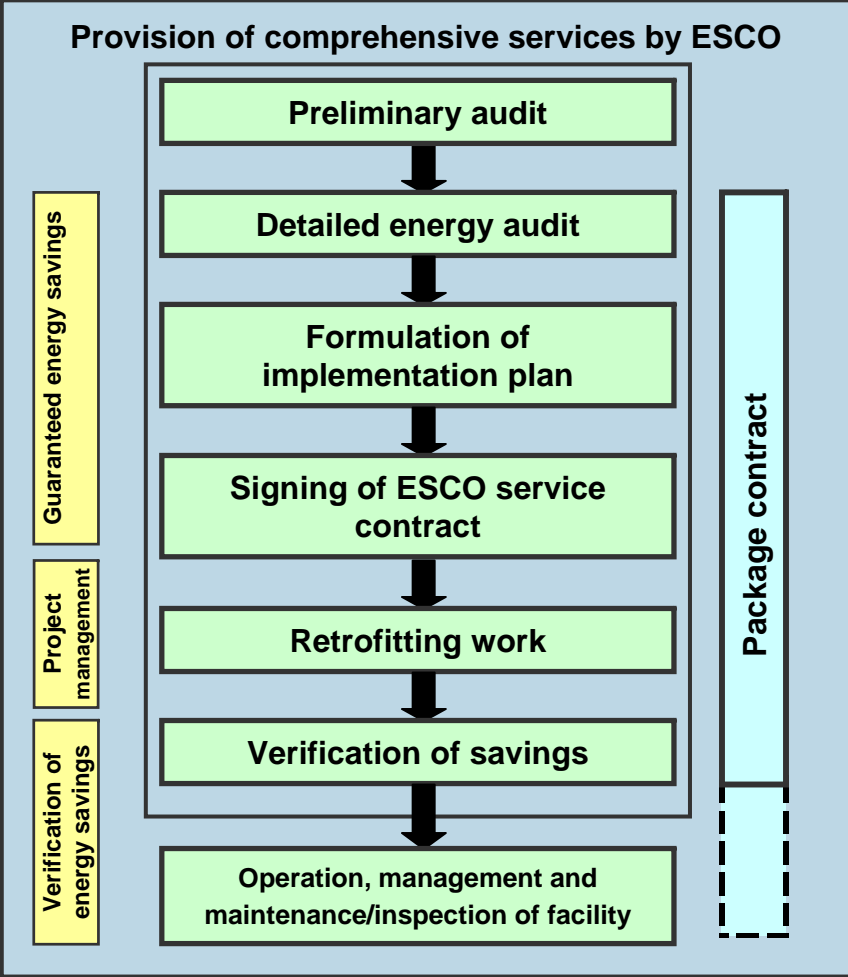 Provision of comprehensive services by ESCO
Preliminary audit
Detailed energy audit
Formulation of
implementation plan
Signing of ESCO service
contract
Retrofitting work
Verification of savings
Operation, management and
maintenance/inspection of facility
Guaranteed energy savings
Project
management
Verification of
energy savings
Package contract